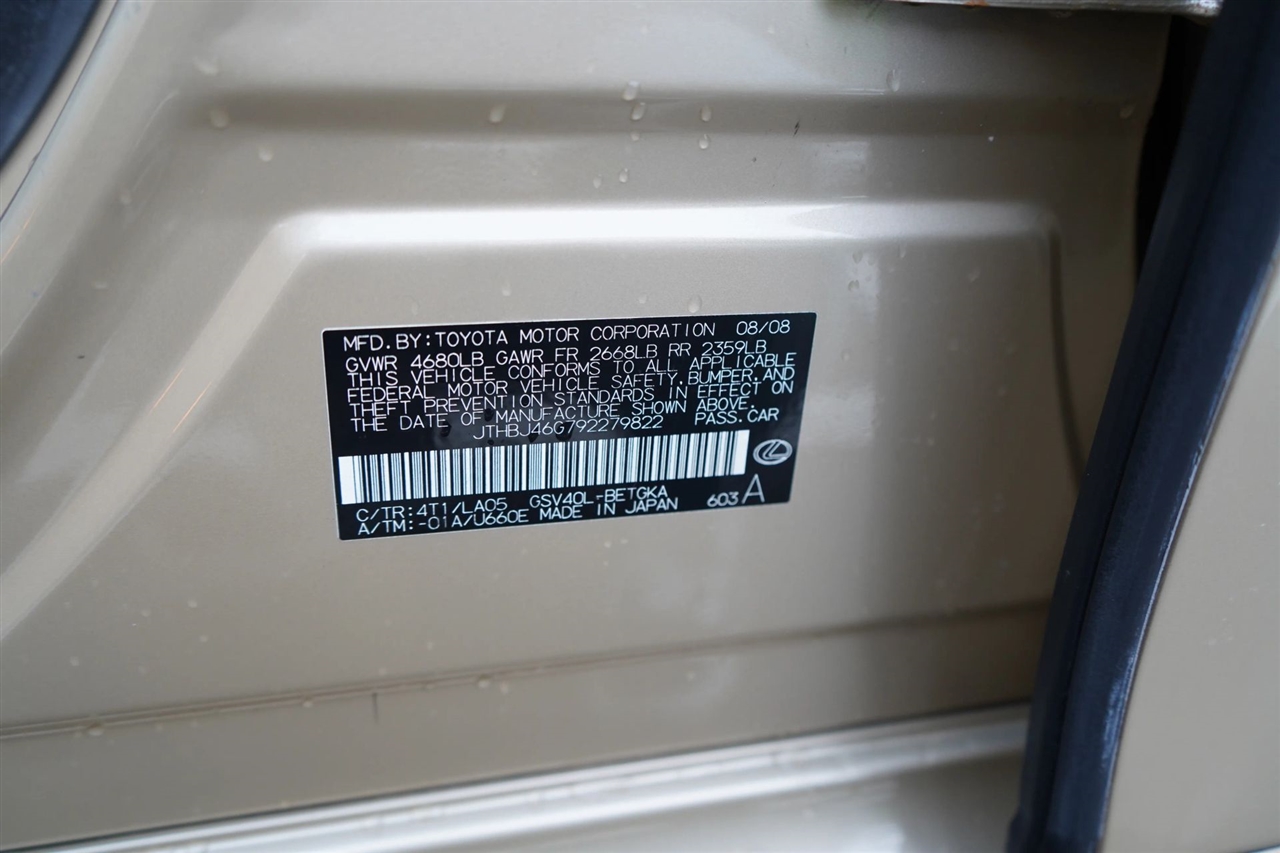 MFD. BY: TOYOTA MOTOR CORPORATION 08/08
GVWR 4680LB GAWR FR 2668LB RR 2359LB
THIS VEHICLE CONFORMS TO ALL APPLICABLE
FEDERAL MOTOR VEHICLE SAFETY, BUMPER, AND
THEFT PREVENTION STANDARDS IN EFFECT ON
THE DATE OF MANUFACTURE SHOWN ABOVE.
JTHBJ46G792279822 PASS. CAR
C/TR: 4T1/LA05 GSV40L-BETGKA 603 A
A/TM: -01A/U660E MADE IN JAPAN